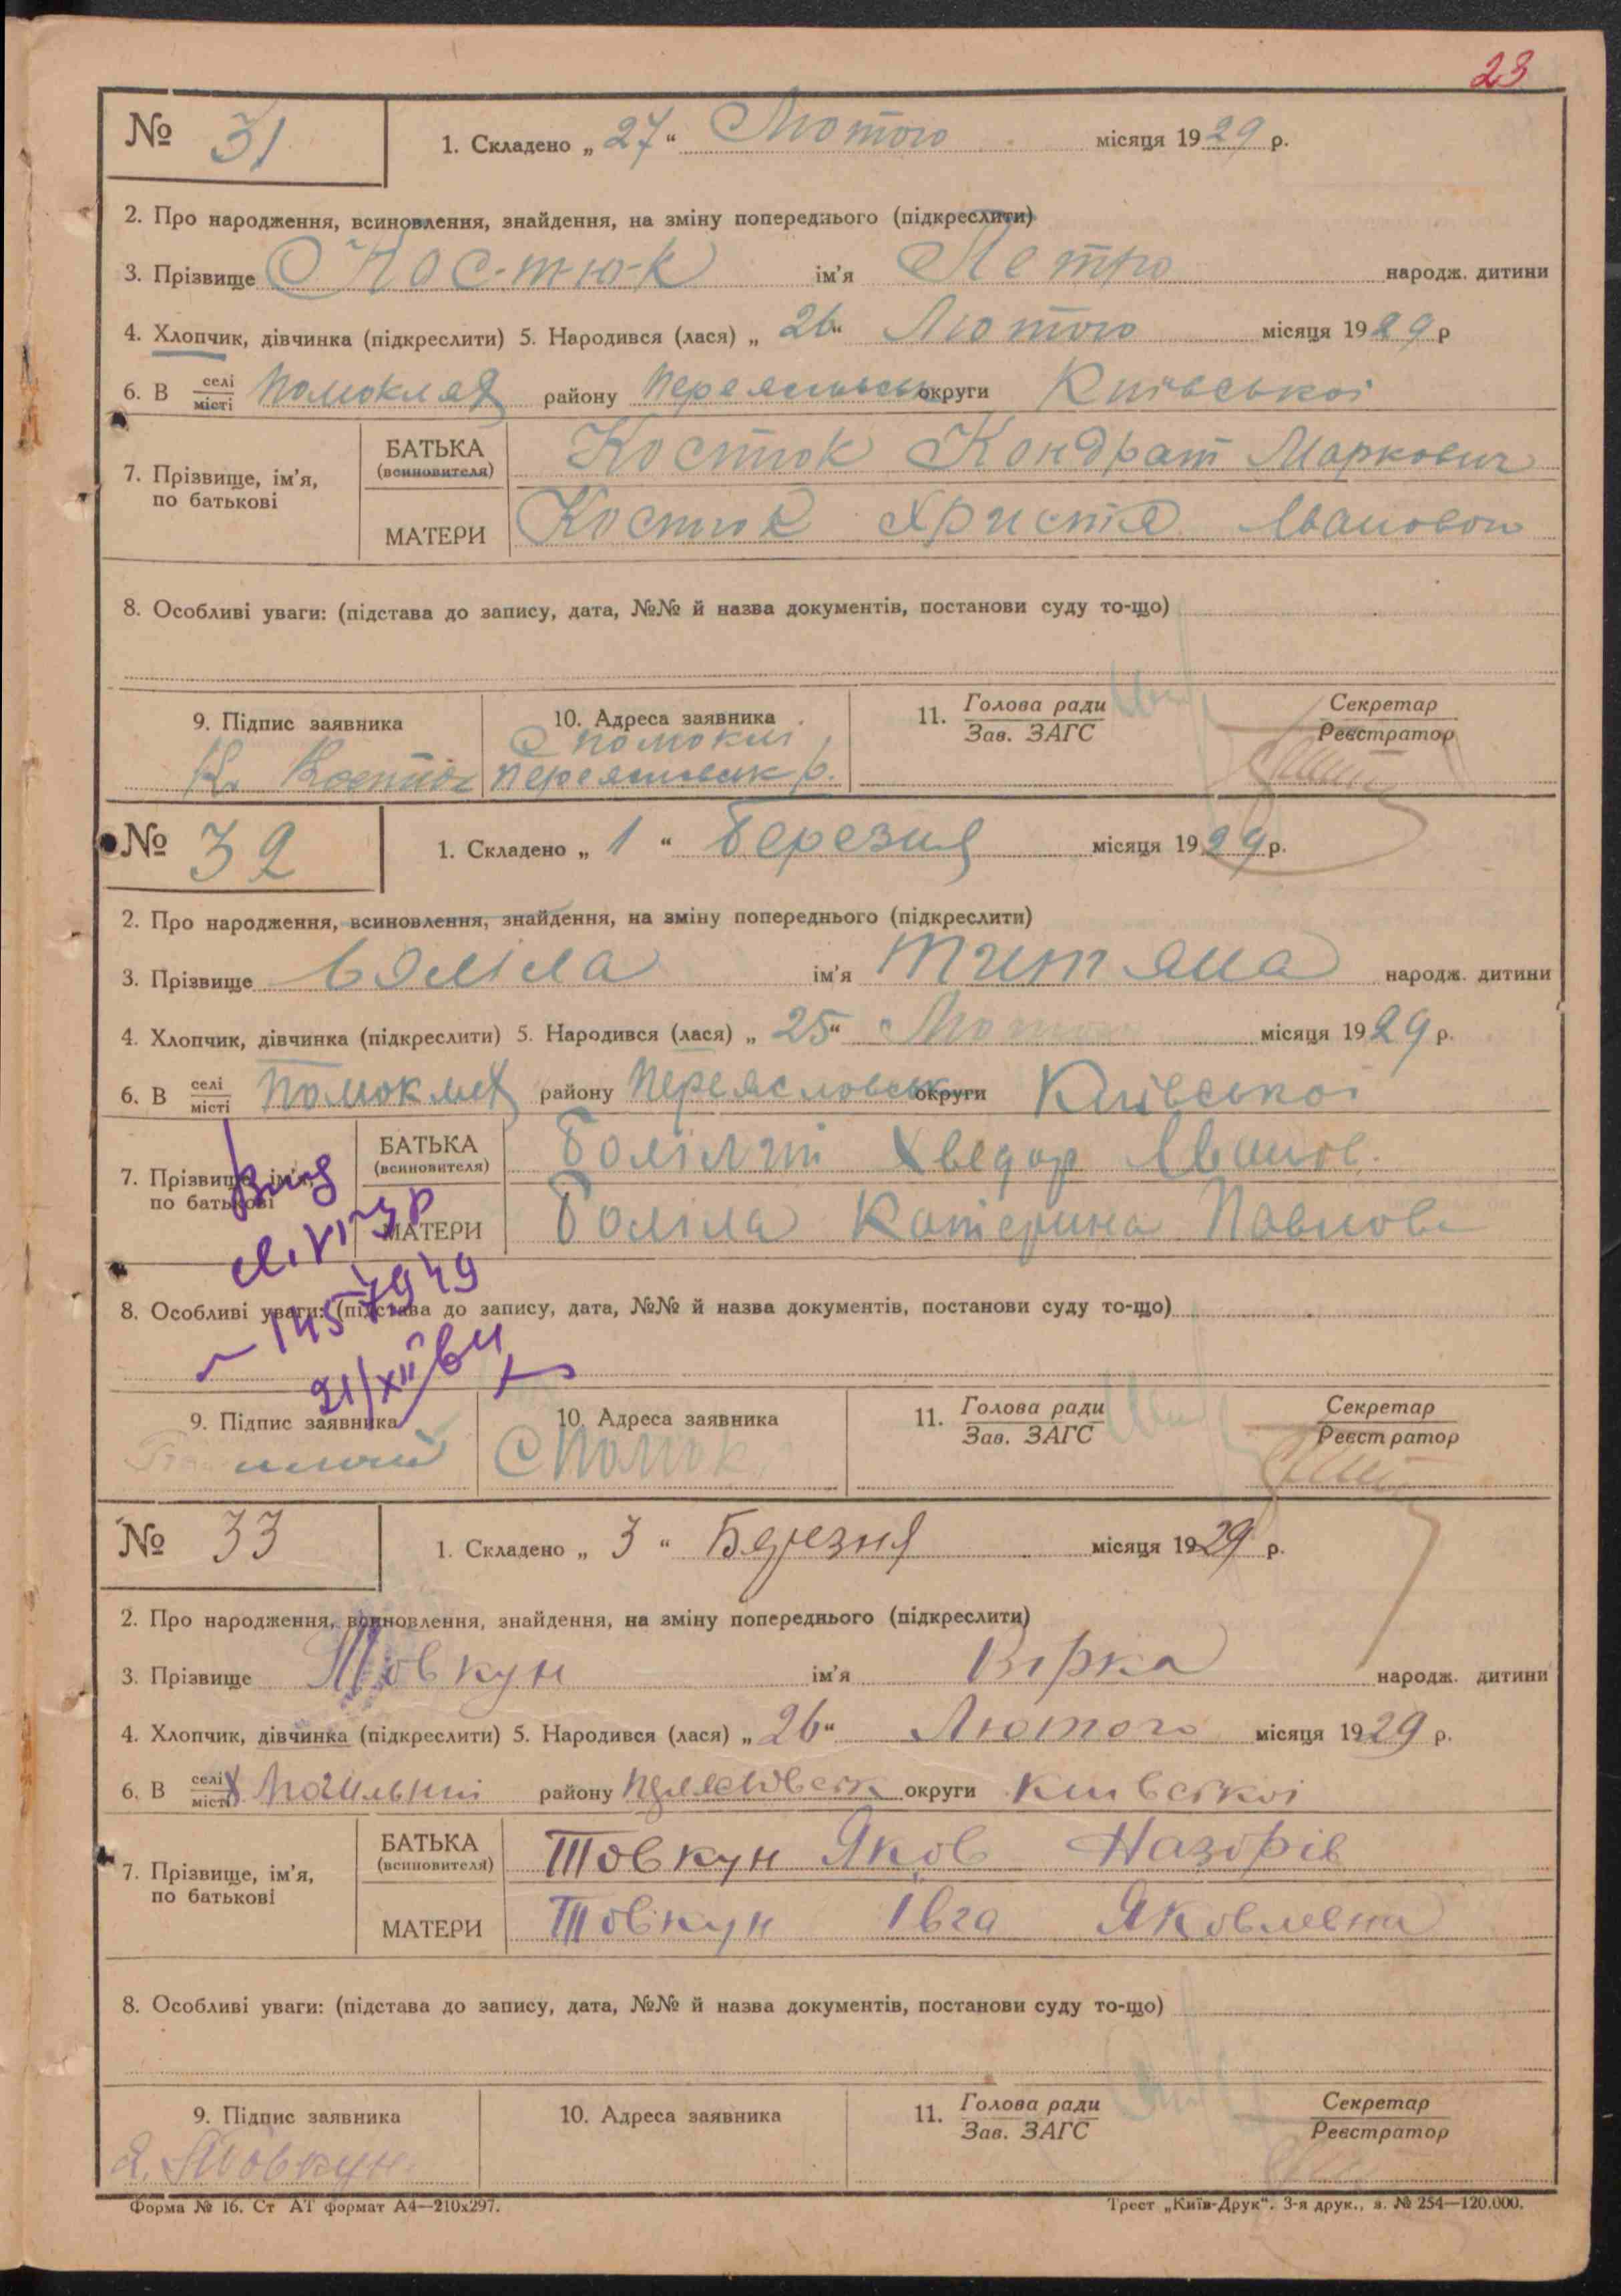 23
№ 31 1. Складено „ 27 “ Лютого місяця 1929 р.
2. Про народження, всиновлення, знайдення, на зміну попереднього (підкреслити)
3. Прізвище Костюк ім’я Петро народж. дитини
4. Хлопчик, дівчинка (підкреслити) 5. Народився (лася) „ 26 “ Лютого місяця 1929 р
6. В селі місті Помоклях району Переяславськ округи Київської
7. Прізвище, ім’я, по батькові
БАТЬКА (всиновителя) Костюк Кондрат Маркович
МАТЕРИ Костюк Христя Іванов
8. Особливі уваги: (підстава до запису, дата, №№ й назва документів, постанови суду то-що)
9. Підпис заявника 10. Адреса заявника 11. Голова ради Зав. ЗАГС Секретар Реєстратор
К. Костюк с Помоклі Переяславськ р.
№ 32 1. Складено „ 1 “ Березня місяця 1929 р.
2. Про народження, всиновлення, знайдення, на зміну попереднього (підкреслити)
3. Прізвище ім’я Титяна народж. дитини
4. Хлопчик, дівчинка (підкреслити) 5. Народився (лася) „ 25 “ Лютого місяця 1929 р.
6. В селі місті Помоклях району Переясловськ округи Київської
7. Прізвище, ім’я, по батькові
БАТЬКА (всиновителя) Хведор Іванов.
МАТЕРИ Боліла Катерина Павлов
8. Особливі уваги: (підстава до запису, дата, №№ й назва документів, постанови суду то-що)
21/XII 64
9. Підпис заявника 10. Адреса заявника 11. Голова ради Зав. ЗАГС Секретар Реєстратор
с Помок
№ 33 1. Складено „ 3 “ Березня місяця 1929 р.
2. Про народження, всиновлення, знайдення, на зміну попереднього (підкреслити)
3. Прізвище Товкун ім’я Вірка народж. дитини
4. Хлопчик, дівчинка (підкреслити) 5. Народився (лася) „ 26 “ Лютого місяця 1929 р.
6. В селі місті району округи Київської
7. Прізвище, ім’я, по батькові
БАТЬКА (всиновителя) Товкун Яков Назорів
МАТЕРИ Товкун Івга Яковлевна
8. Особливі уваги: (підстава до запису, дата, №№ й назва документів, постанови суду то-що)
9. Підпис заявника 10. Адреса заявника 11. Голова ради Зав. ЗАГС Секретар Реєстратор
Я. Товкун
Форма № 16. Ст АТ формат А4—210х297. Трест „Київ-Друк“. 3-я друк., з. № 254—120.000.